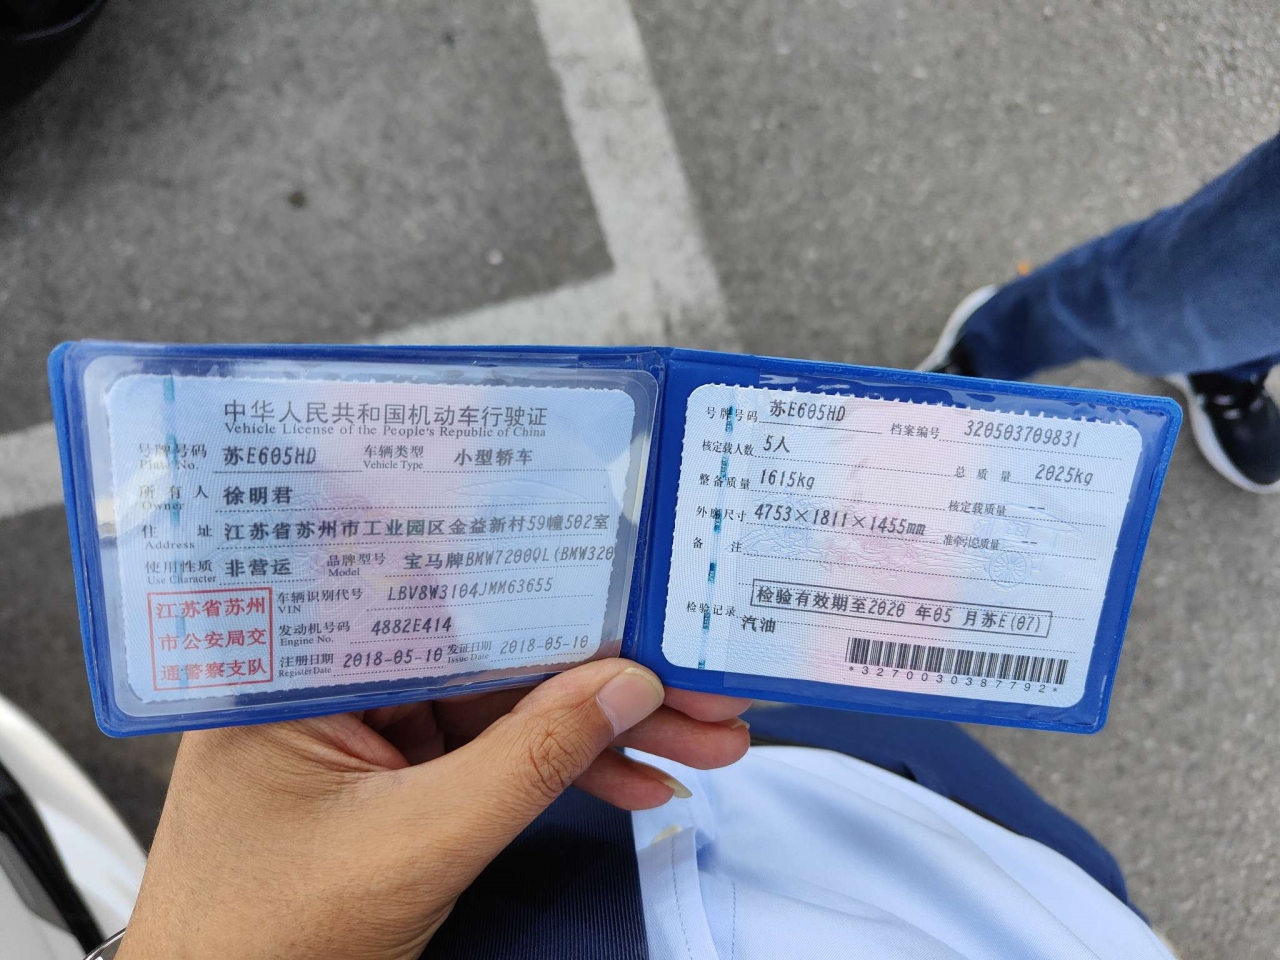 中华人民共和国机动车行驶证
Vehicle License of the People's Republic of China
号牌号码 苏E605HD 车辆类型 小型轿车
Plate No. Vehicle Type
所有人 徐明君
Owner
住址 江苏省苏州市工业园区金益新村59幢502室
Address
使用性质 非营运 品牌型号 宝马牌BMW7200QL(BMW320
Use Character Model
江苏省苏州
市公安局交
通警察支队
车辆识别代号 LBV8W3104JMM63655
VIN
发动机号码 4882E414
Engine No.
注册日期 2018-05-10 发证日期 2018-05-10
Register Date Issue Date
号牌号码 苏E605HD 档案编号 320503709831
核定载人数 5人 总质量 2025kg
整备质量 1615kg 核定载质量 --
外廓尺寸 4753×1811×1455mm 准牵引总质量 --
备注
检验有效期至2020 年05 月苏E(07)
检验记录
汽油
*3270030387792*